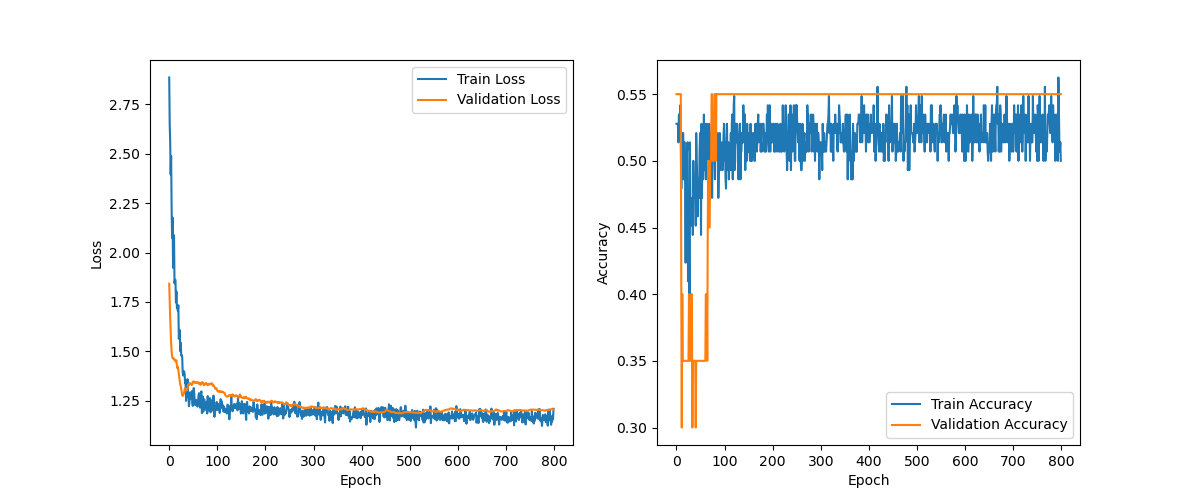 Train Loss
Validation Loss
2.75
2.50
2.25
2.00
1.75
1.50
1.25
Loss
0 100 200 300 400 500 600 700 800
Epoch
0.55
0.50
0.45
0.40
0.35
0.30
Accuracy
Train Accuracy
Validation Accuracy
0 100 200 300 400 500 600 700 800
Epoch